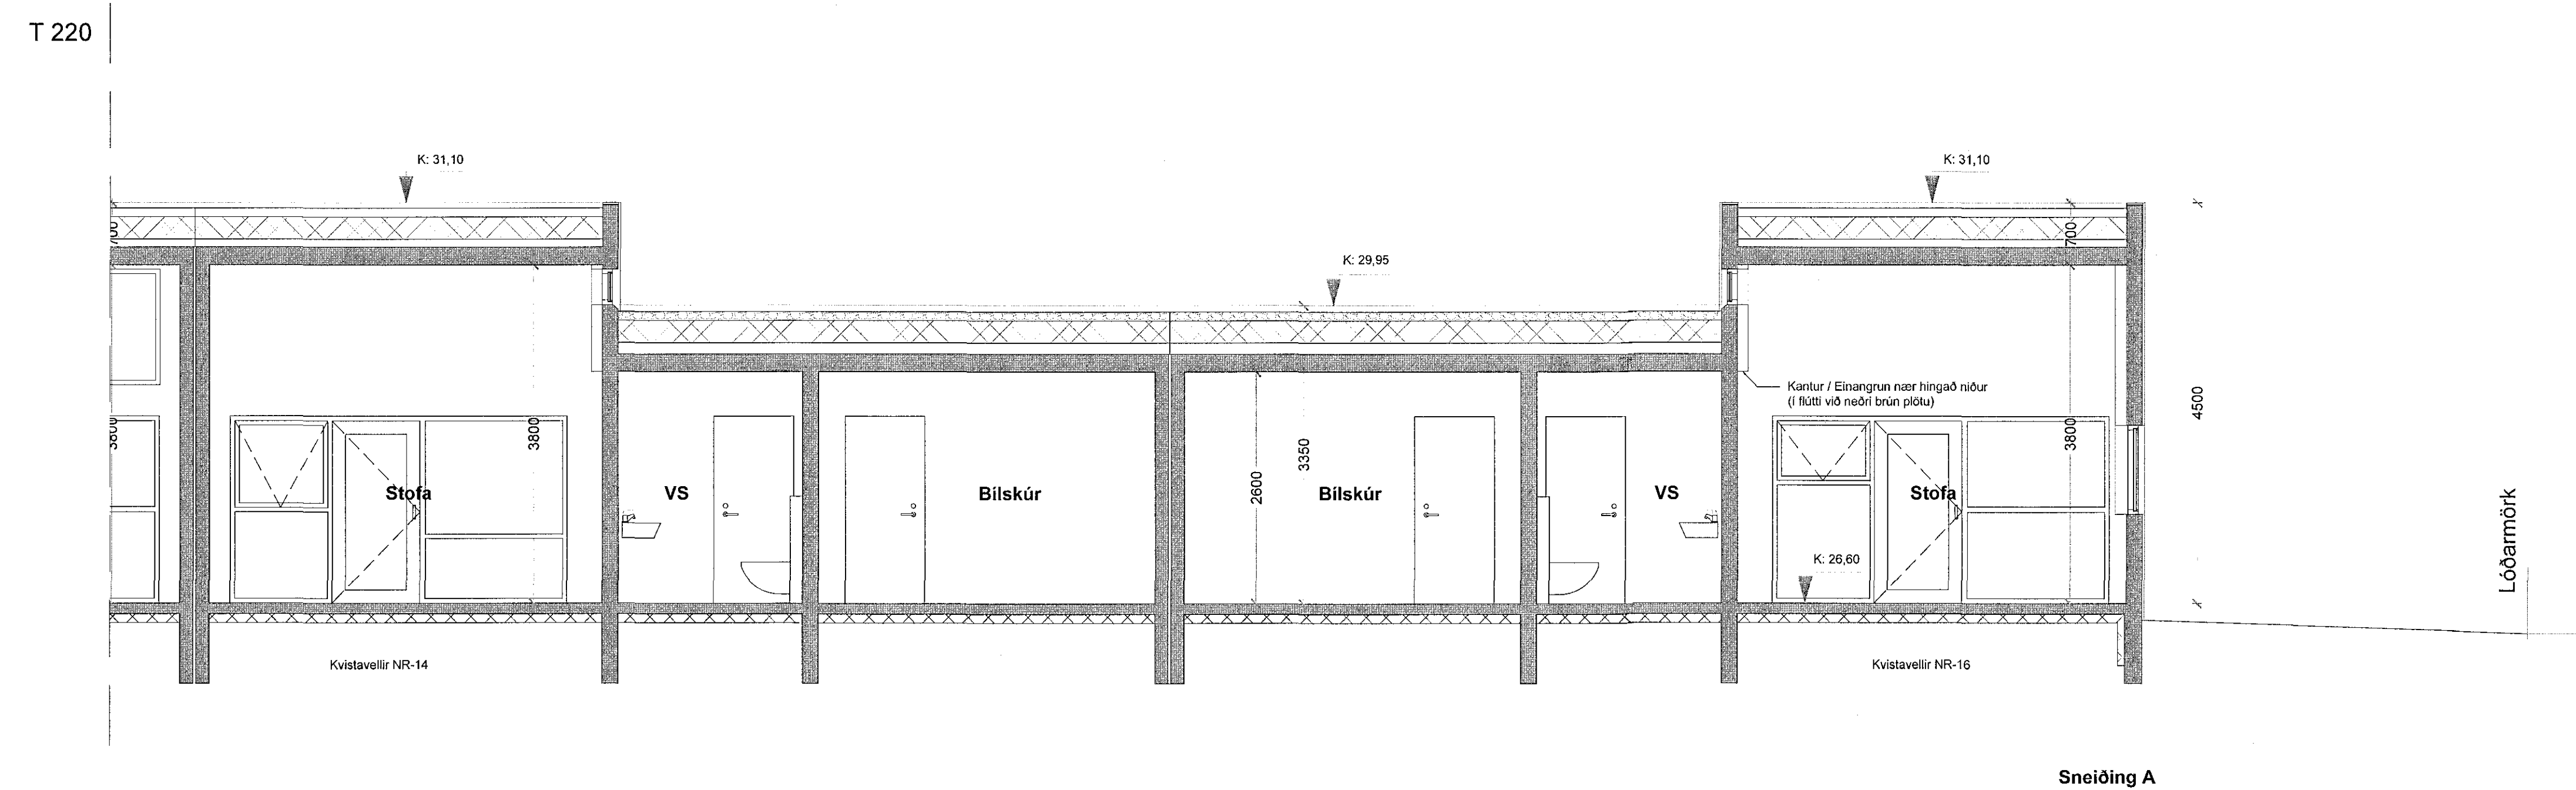 T 220
K: 31,10
K: 31,10
K: 29,95
700
700
Kantur / Einangrun nær hingað niður
(í flútti við neðri brún plötu)
4500
3800
3800
3800
3350
2600
Stofa
VS
Bílskúr
Bílskúr
VS
Stofa
K: 26,60
Lóðarmörk
Kvistavellir NR-14
Kvistavellir NR-16
Sneiðing A